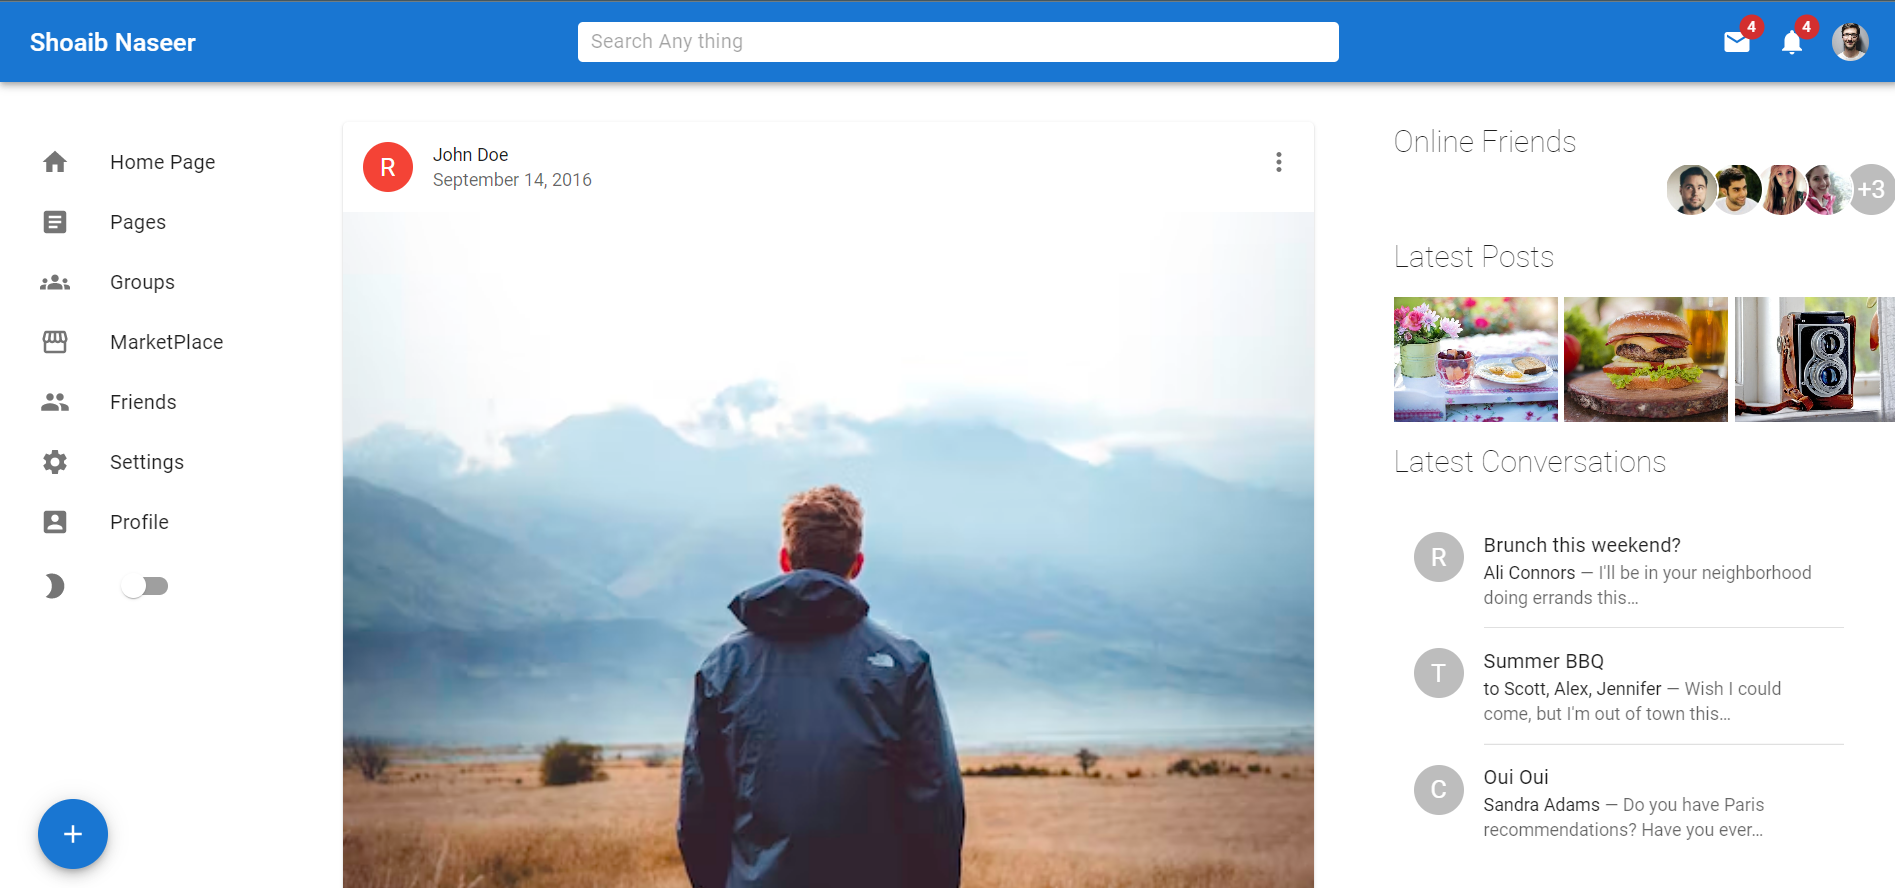 Shoaib Naseer
Search Any thing
4
4
Home Page
Pages
Groups
MarketPlace
Friends
Settings
Profile
R
John Doe
September 14, 2016
Online Friends
+3
Latest Posts
Latest Conversations
R
Brunch this weekend?
Ali Connors — I'll be in your neighborhood
doing errands this…
T
Summer BBQ
to Scott, Alex, Jennifer — Wish I could
come, but I'm out of town this…
C
Oui Oui
Sandra Adams — Do you have Paris
recommendations? Have you ever…